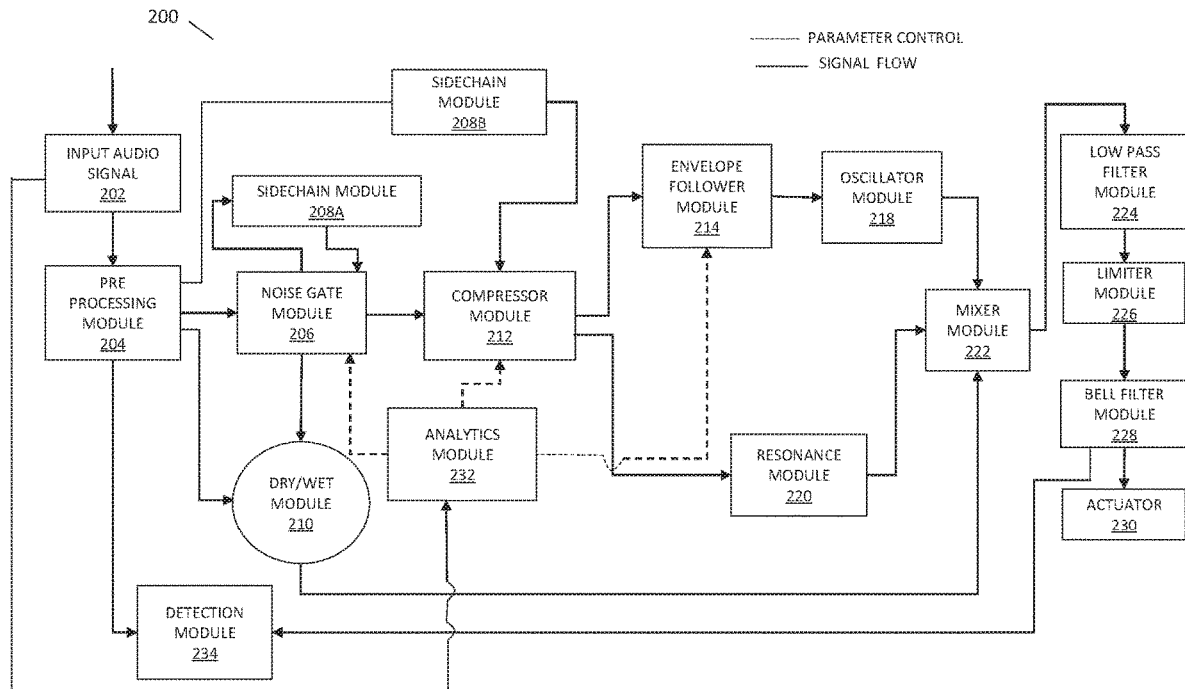 200
PARAMETER CONTROL
SIGNAL FLOW
SIDECHAIN
MODULE
208B
INPUT AUDIO
SIGNAL
202
SIDECHAIN MODULE
208A
ENVELOPE
FOLLOWER
MODULE
214
OSCILLATOR
MODULE
218
LOW PASS
FILTER
MODULE
224
PRE
PROCESSING
MODULE
204
NOISE GATE
MODULE
206
COMPRESSOR
MODULE
212
MIXER
MODULE
222
LIMITER
MODULE
226
BELL FILTER
MODULE
228
ANALYTICS
MODULE
232
RESONANCE
MODULE
220
DRY/WET
MODULE
210
ACTUATOR
230
DETECTION
MODULE
234